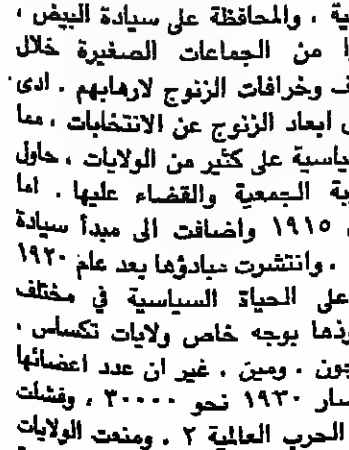 ية ، والمحافظة على سيادة البيض ،
ا من الجماعات الصغيرة خلال
ف وخرافات الزنوج لارهابهم . ادى
ى ابعاد الزنوج عن الانتخابات ، مما
ياسية على كثير من الولايات ، حاول
ية الجمعية والقضاء عليها . اما
١٩١٥ واضافت الى مبدأ سيادة
. وانتشرت مبادؤها بعد عام ١٩٢٠
على الحياة السياسية في مختلف
وذها بوجه خاص ولايات تكساس ،
جون . ومين . غير ان عدد اعضائها
سار ١٩٣٠ نحو ٣٠٠٠٠ ، وفشلت
الحرب العالمية ٢ . ومنعت الولايات